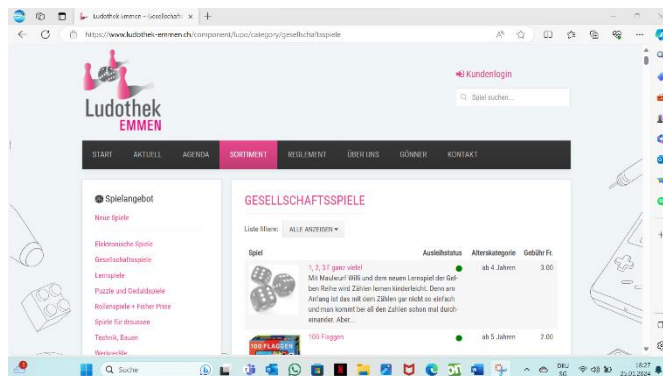 Ludothek Emmen – Gesellschaft:
https://www.ludothek-emmen.ch/component/lupo/category/gesellschaftsspiele
Ludothek
EMMEN
Kundenlogin
Spiel suchen...
START AKTUELL AGENDA SORTIMENT REGLEMENT ÜBER UNS GÖNNER KONTAKT
Spielangebot
Neue Spiele
Elektronische Spiele
Gesellschaftsspiele
Lernspiele
Puzzle und Geduldspiele
Rollenspiele + Fisher Price
Spiele für draussen
Technik, Bauen
GESELLSCHAFTSSPIELE
Liste filtern: ALLE ANZEIGEN
Spiel Ausleihstatus Alterskategorie Gebühr Fr.
1, 2, 3 ganz viele! ab 4 Jahren 3.00
Mit Maulwurf Willi und dem neuen Lernspiel der Gel-
ben Reihe wird Zählen lernen kinderleicht. Denn am
Anfang ist das mit dem Zählen gar nicht so einfach
und man kommt bei all den Zahlen schon mal durch-
einander. Aber...
100 Flaggen ab 5 Jahren 2.00
100 FLAGGEN
Suche
DEU
18:27
25.01.2024